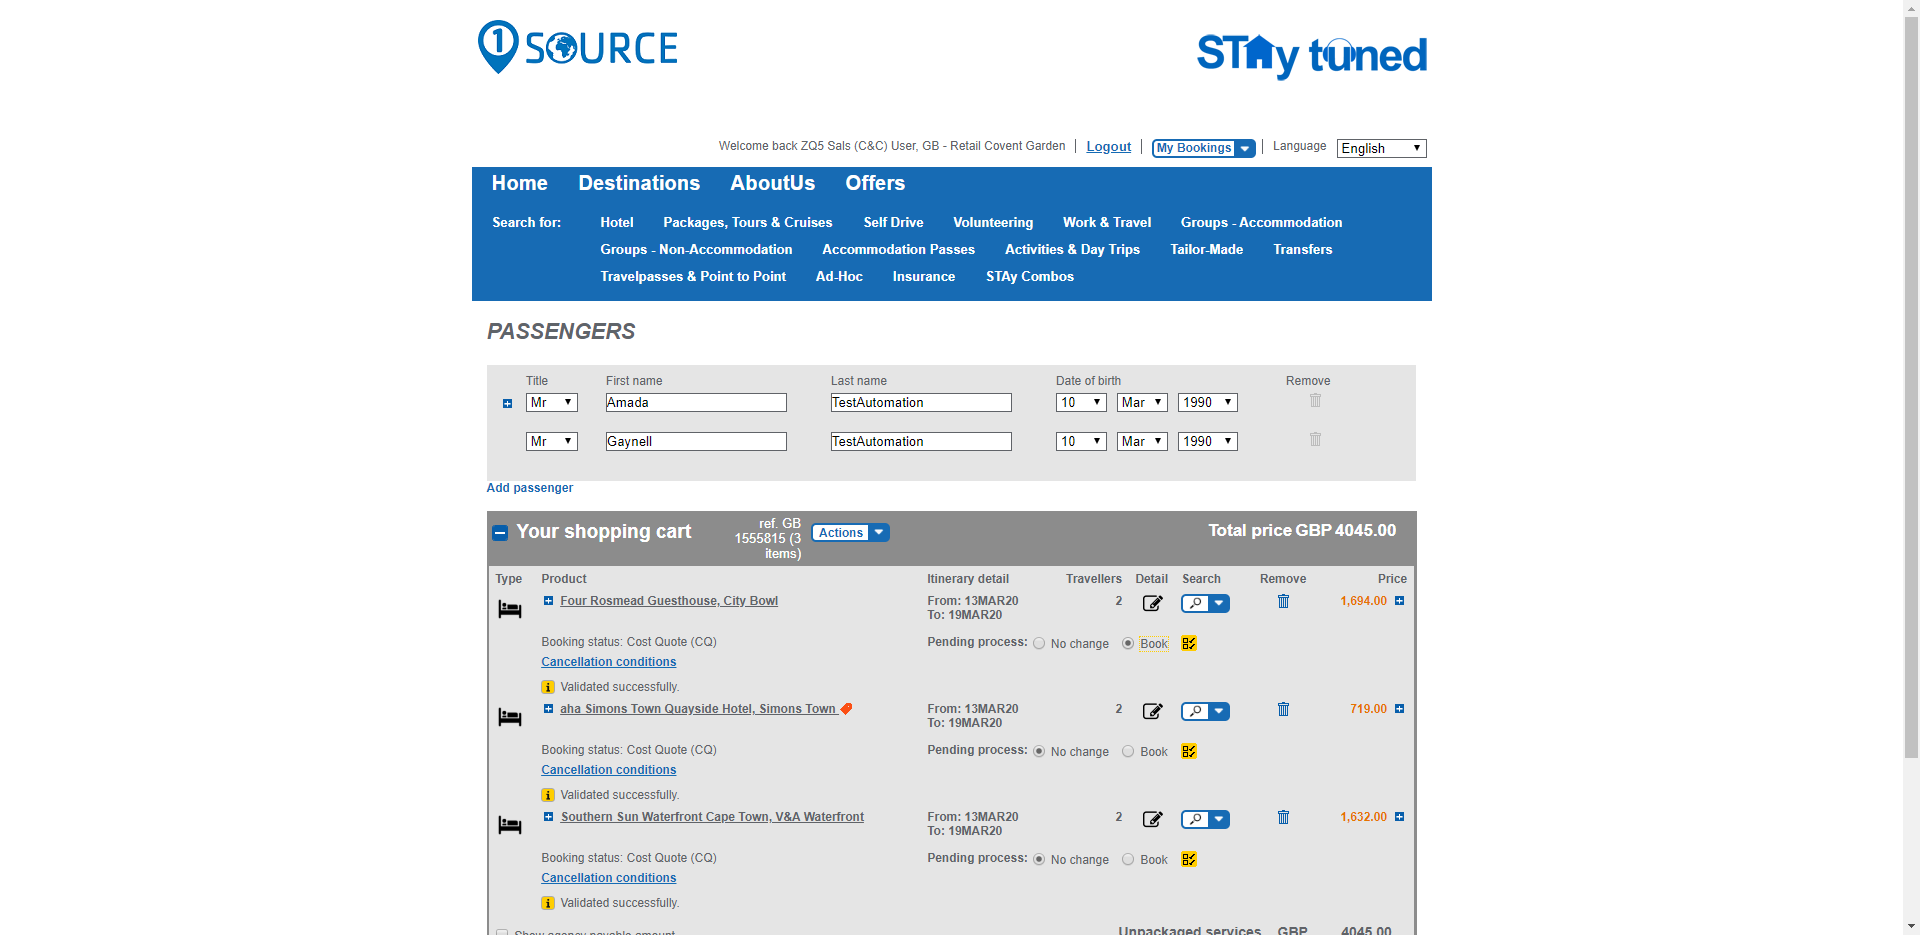 1 SOURCE
STAy tuned
Welcome back ZQ5 Sals (C&C) User, GB - Retail Covent Garden Logout My Bookings Language English
Home Destinations AboutUs Offers
Search for: Hotel Packages, Tours & Cruises Self Drive Volunteering Work & Travel Groups - Accommodation
Groups - Non-Accommodation Accommodation Passes Activities & Day Trips Tailor-Made Transfers
Travelpasses & Point to Point Ad-Hoc Insurance STAy Combos
PASSENGERS
Title First name Last name Date of birth Remove
Mr Amada TestAutomation 10 Mar 1990
Mr Gaynell TestAutomation 10 Mar 1990
Add passenger
Your shopping cart ref. GB 1555815 (3 items) Actions Total price GBP 4045.00
Type Product Itinerary detail Travellers Detail Search Remove Price
Four Rosmead Guesthouse, City Bowl From: 13MAR20 2 1,694.00
To: 19MAR20
Booking status: Cost Quote (CQ) Pending process: No change Book
Cancellation conditions
Validated successfully.
aha Simons Town Quayside Hotel, Simons Town From: 13MAR20 2 719.00
To: 19MAR20
Booking status: Cost Quote (CQ) Pending process: No change Book
Cancellation conditions
Validated successfully.
Southern Sun Waterfront Cape Town, V&A Waterfront From: 13MAR20 2 1,632.00
To: 19MAR20
Booking status: Cost Quote (CQ) Pending process: No change Book
Cancellation conditions
Validated successfully.
Show agency payable amount Unpackaged services GBP 4045.00